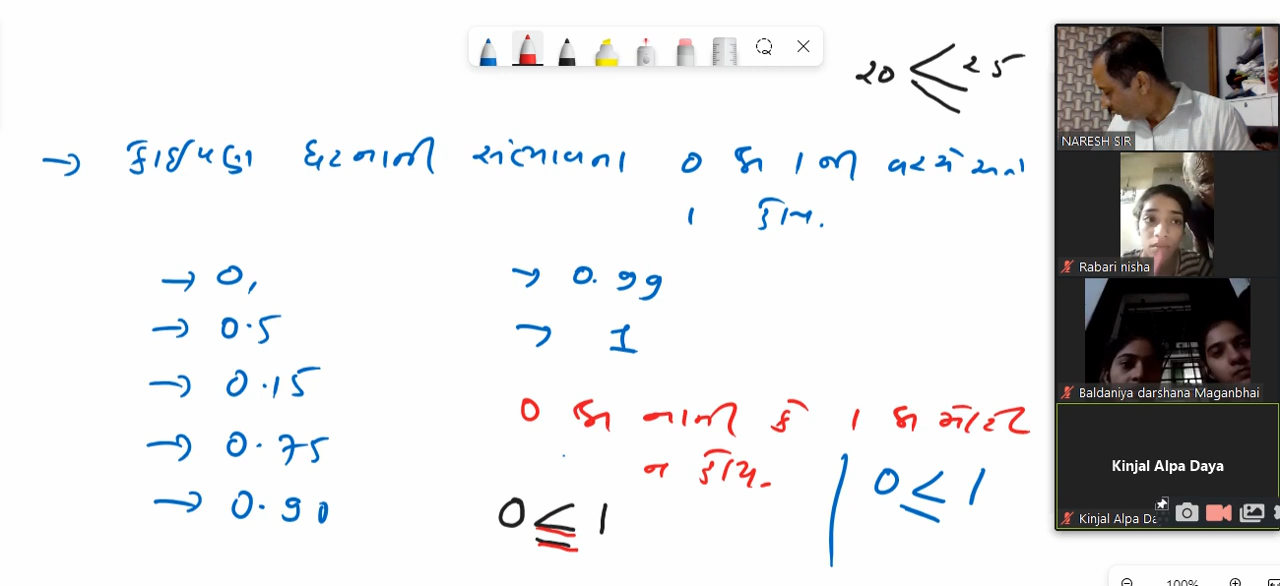 20 ≤ 25
→ કોઈપણ ઘટનાની સંભાવના 0 થી 1 ની વચ્ચે અને
1 હોય.
→ 0,
→ 0.99
→ 0.5
→ 1
→ 0.15
→ 0.75
→ 0.90
0 થી નાની કે 1 થી મોટી
ન હોય.
0 ≤ 1
0 ≤ 1
NARESH SIR
Rabari nisha
Baldaniya darshana Maganbhai
Kinjal Alpa Daya
Kinjal Alpa Da
100%